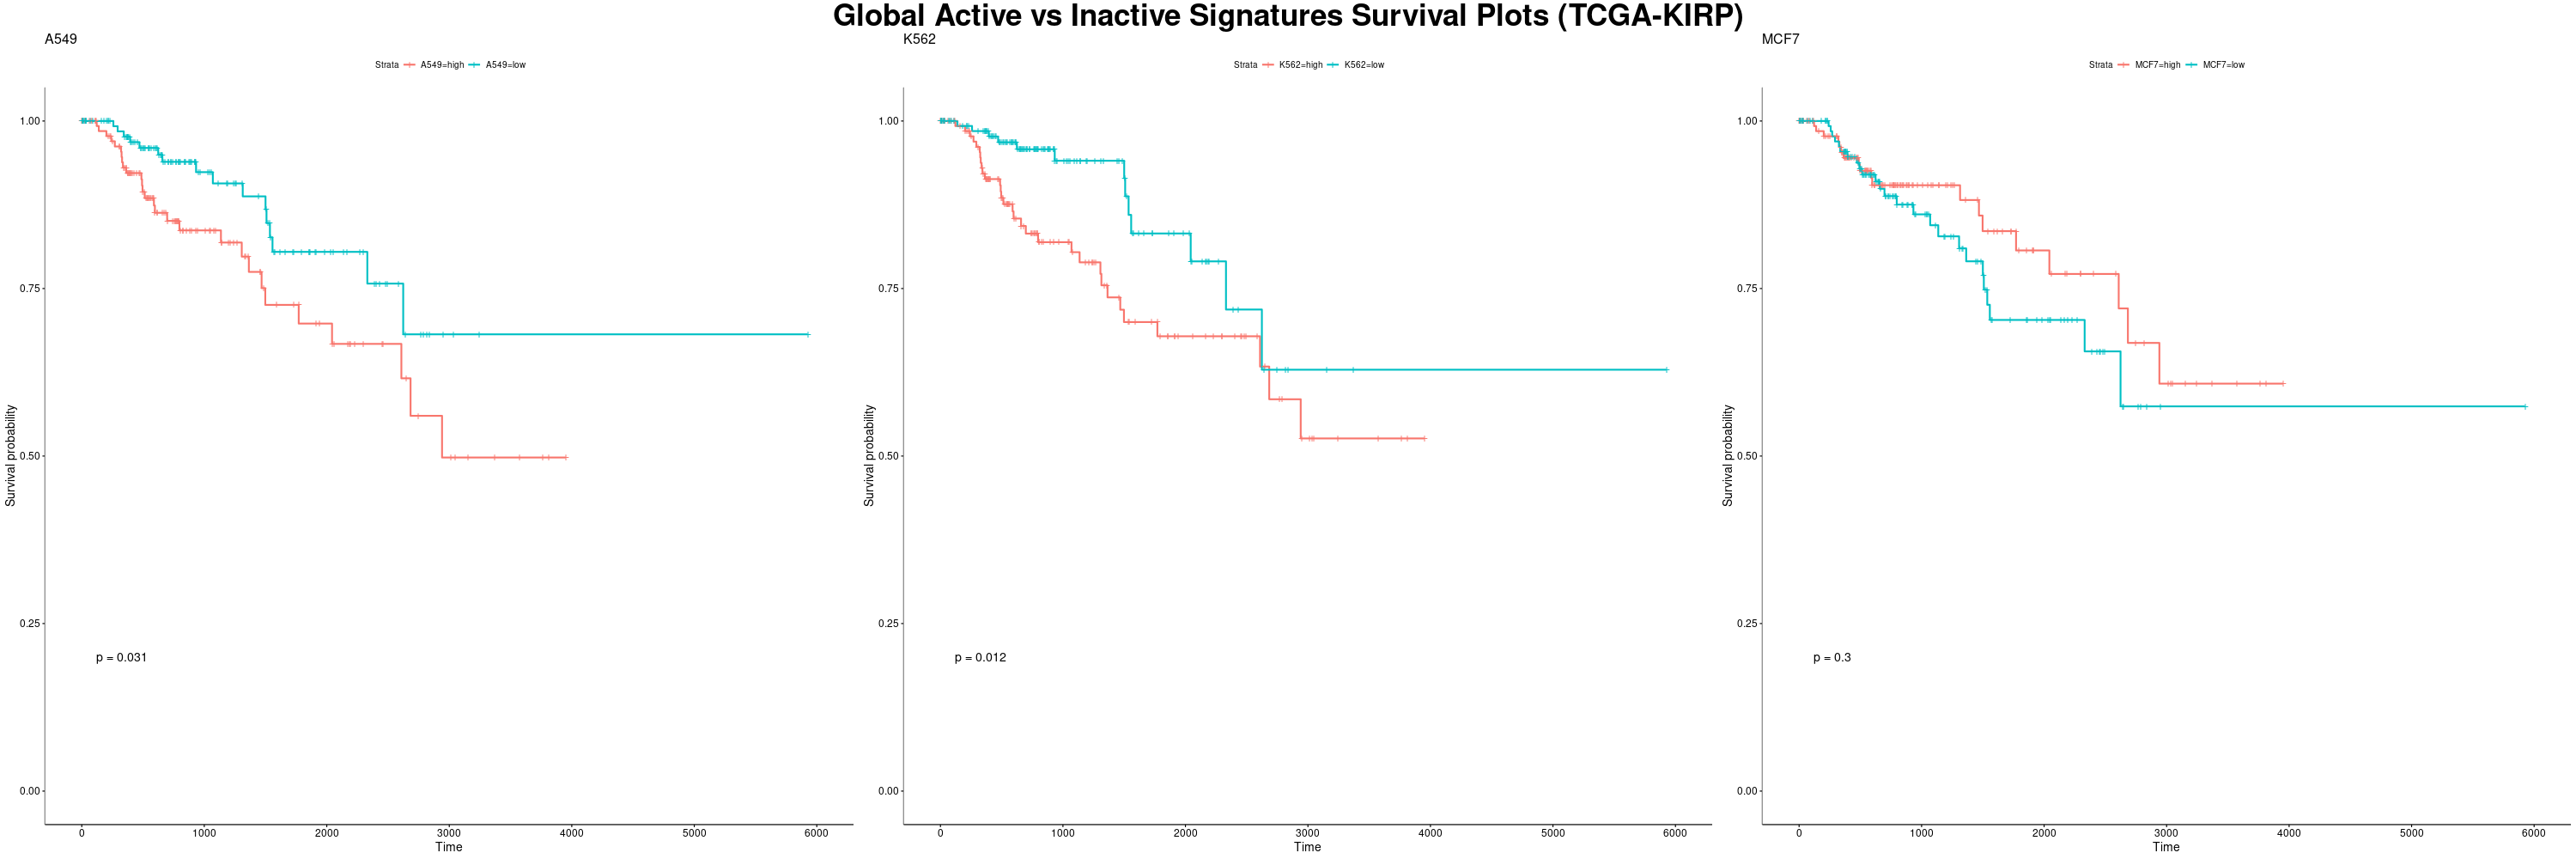 Global Active vs Inactive Signatures Survival Plots (TCGA-KIRP)
A549
Strata A549=high A549=low
1.00
0.75
0.50
0.25
0.00
Survival probability
p = 0.031
0 1000 2000 3000 4000 5000 6000
Time
K562
Strata K562=high K562=low
1.00
0.75
0.50
0.25
0.00
Survival probability
p = 0.012
0 1000 2000 3000 4000 5000 6000
Time
MCF7
Strata MCF7=high MCF7=low
1.00
0.75
0.50
0.25
0.00
Survival probability
p = 0.3
0 1000 2000 3000 4000 5000 6000
Time